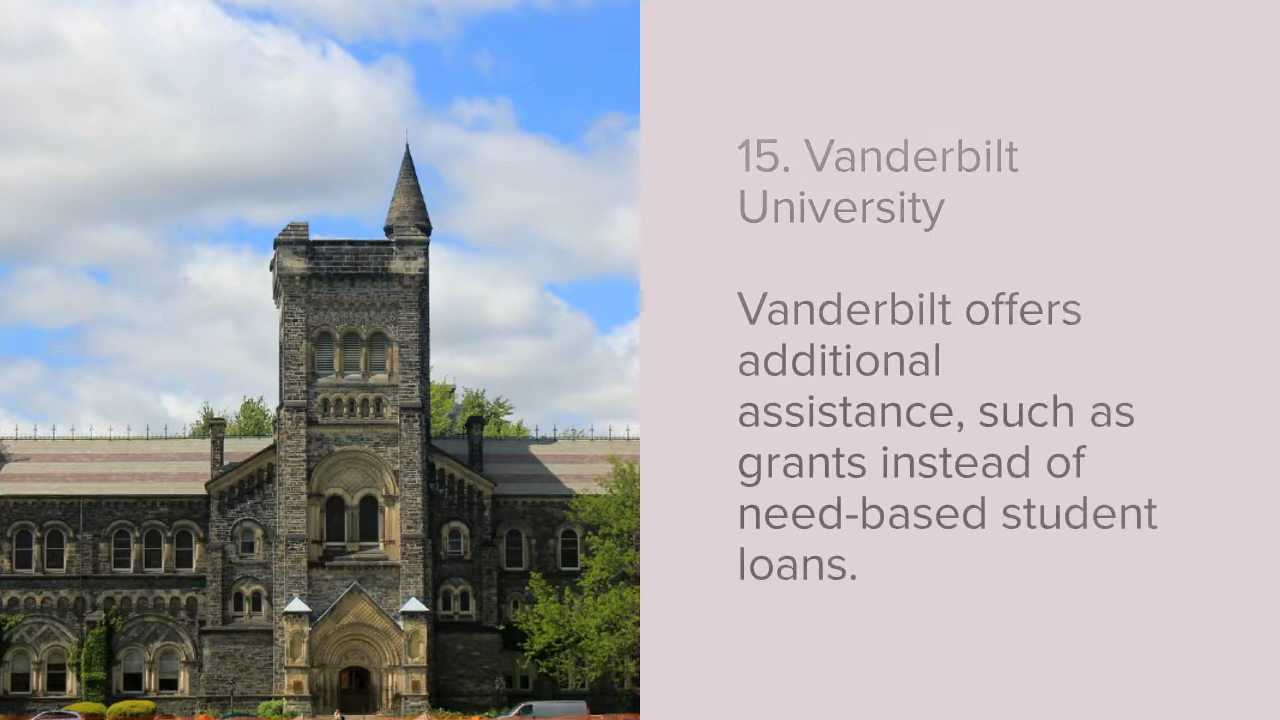 15. Vanderbilt
University
Vanderbilt offers
additional
assistance, such as
grants instead of
need-based student
loans.